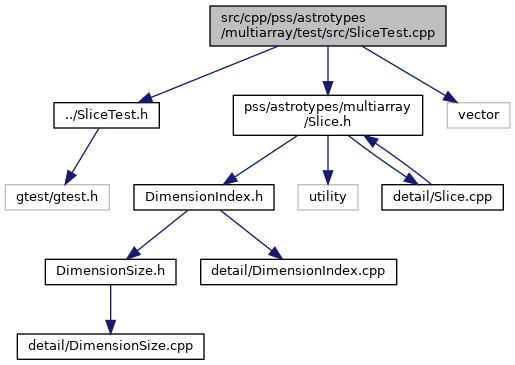 src/cpp/pss/astrotypes
/multiarray/test/src/SliceTest.cpp
../SliceTest.h
pss/astrotypes/multiarray
/Slice.h
vector
gtest/gtest.h
DimensionIndex.h
utility
detail/Slice.cpp
DimensionSize.h
detail/DimensionIndex.cpp
detail/DimensionSize.cpp